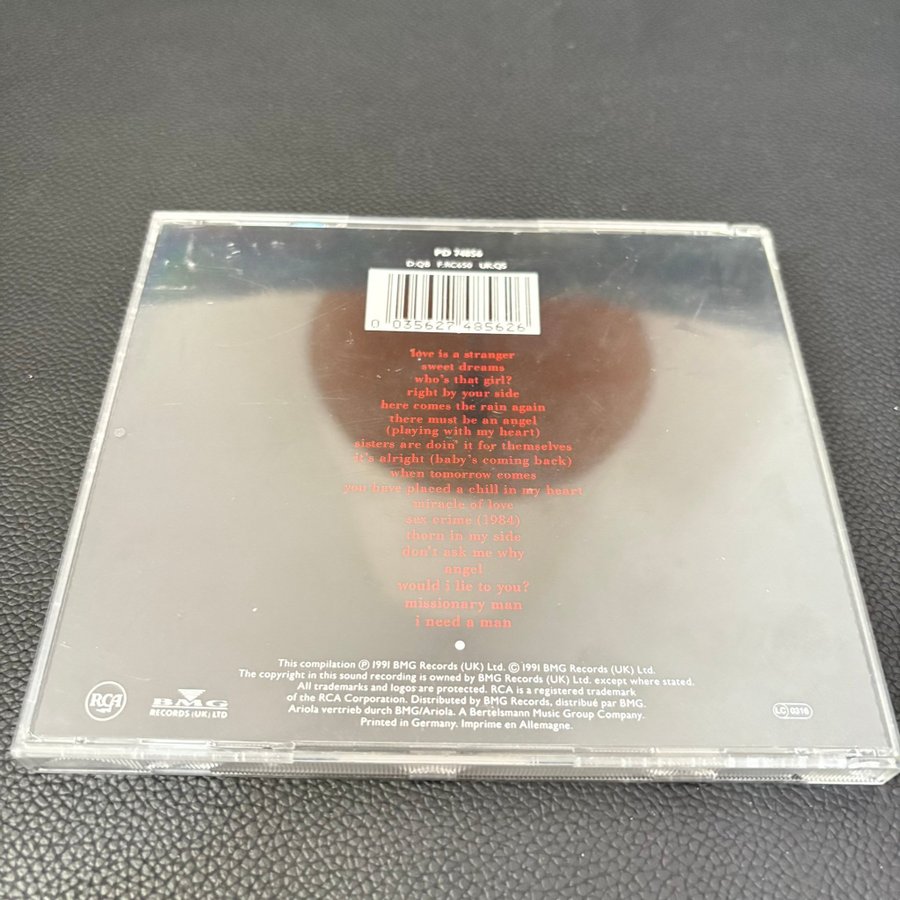 PD 74856
D:QB F:RC650 UK:QS
0 035627 485626
love is a stranger
sweet dreams
who's that girl?
right by your side
here comes the rain again
there must be an angel
(playing with my heart)
sisters are doin' it for themselves
it's alright (baby's coming back)
when tomorrow comes
you have placed a chill in my heart
miracle of love
sex crime (1984)
thorn in my side
don't ask me why
angel
would i lie to you?
missionary man
i need a man
This compilation Ⓟ 1991 BMG Records (UK) Ltd. © 1991 BMG Records (UK) Ltd.
The copyright in this sound recording is owned by BMG Records (UK) Ltd. except where stated.
All trademarks and logos are protected. RCA is a registered trademark
of the RCA Corporation. Distributed by BMG Records, distribué par BMG.
Ariola vertrieb durch BMG/Ariola. A Bertelsmann Music Group Company.
Printed in Germany. Imprime en Allemagne.
RCA
BMG
RECORDS (UK) LTD
LC 0316